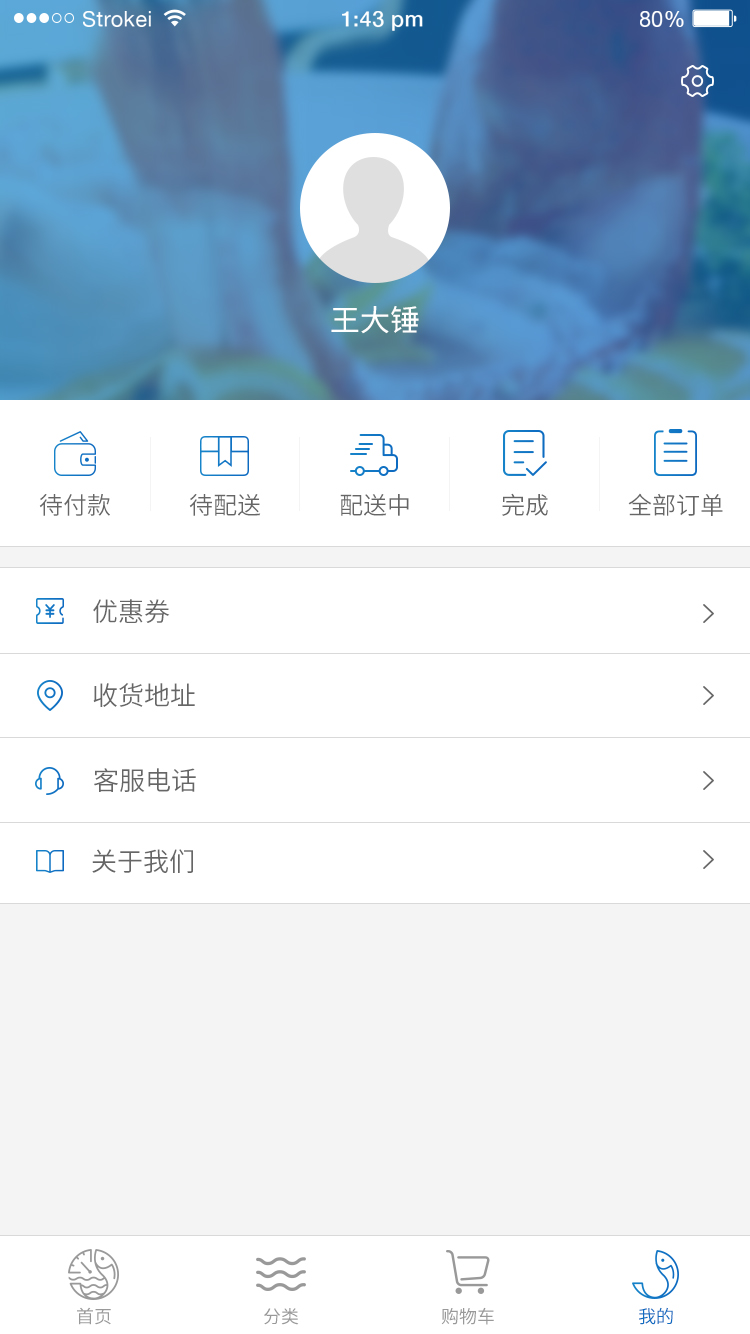 Strokei 1:43 pm 80%
王大锤
待付款 待配送 配送中 完成 全部订单
优惠券
收货地址
客服电话
关于我们
首页 分类 购物车 我的